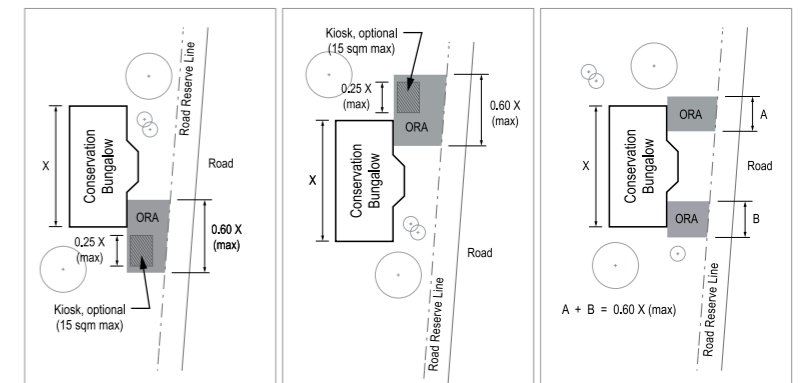 Road Reserve Line
X
Conservation
Bungalow
Road
ORA
0.60 X
(max)
0.25 X
(max)
Kiosk, optional
(15 sqm max)
Kiosk, optional
(15 sqm max)
0.25 X
(max)
0.60 X
(max)
ORA
X
Conservation
Bungalow
Road
Road Reserve Line
ORA
A
X
Conservation
Bungalow
Road
ORA
B
A + B = 0.60 X (max)
Road Reserve Line